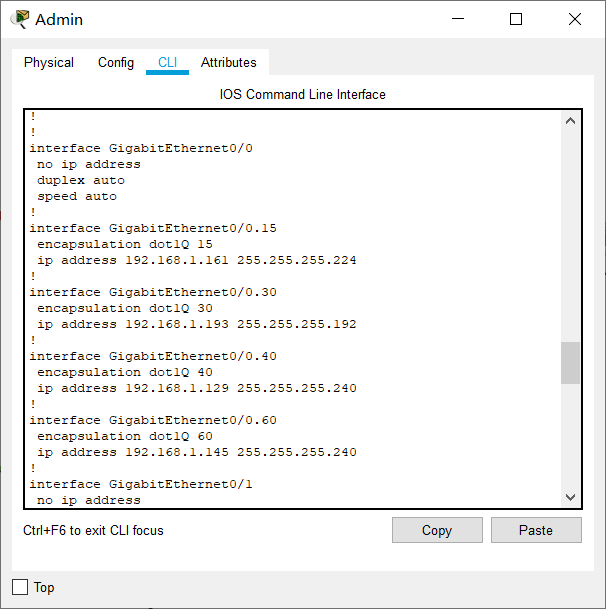 Admin
Physical Config CLI Attributes
IOS Command Line Interface
!
!
interface GigabitEthernet0/0
no ip address
duplex auto
speed auto
!
interface GigabitEthernet0/0.15
encapsulation dot1Q 15
ip address 192.168.1.161 255.255.255.224
!
interface GigabitEthernet0/0.30
encapsulation dot1Q 30
ip address 192.168.1.193 255.255.255.192
!
interface GigabitEthernet0/0.40
encapsulation dot1Q 40
ip address 192.168.1.129 255.255.255.240
!
interface GigabitEthernet0/0.60
encapsulation dot1Q 60
ip address 192.168.1.145 255.255.255.240
!
interface GigabitEthernet0/1
no ip address
Ctrl+F6 to exit CLI focus
Copy
Paste
Top